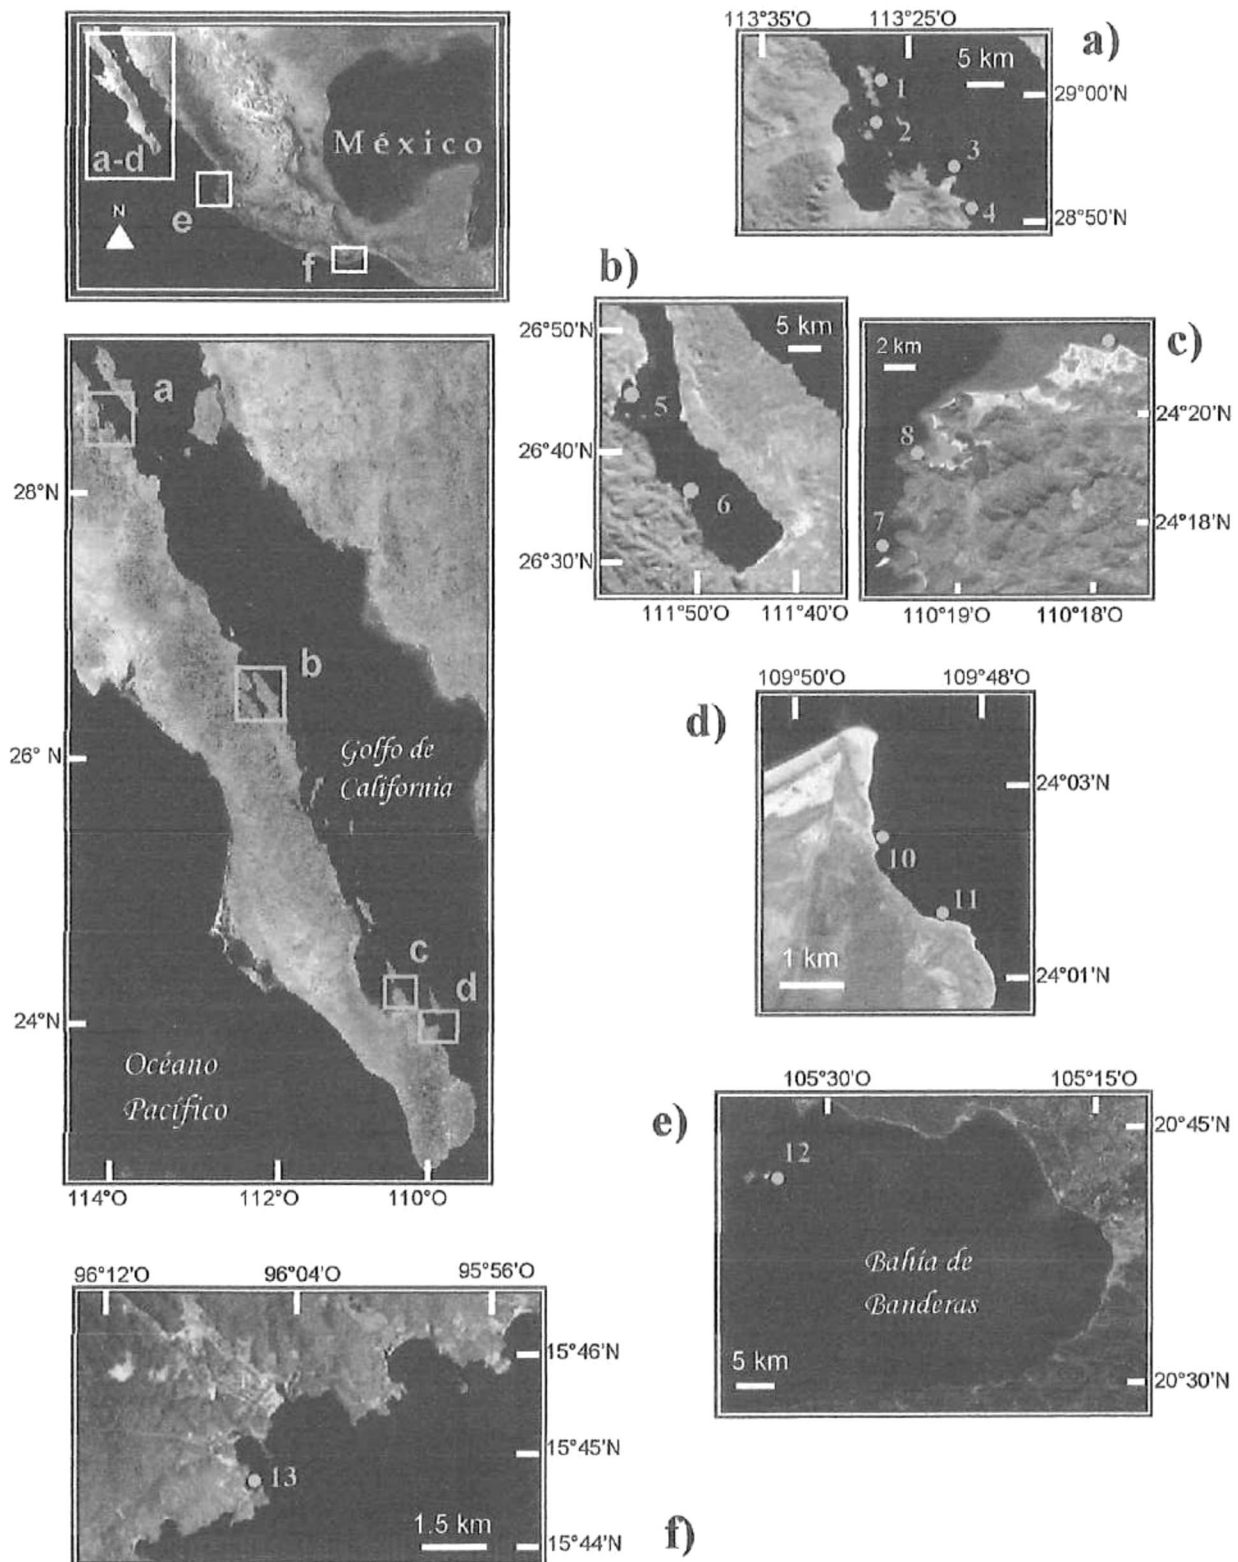 México
a-d
N
e
f
113°35'O
113°25'O
a)
5 km
1
29°00'N
2
3
4
28°50'N
b)
26°50'N
5 km
5
26°40'N
6
26°30'N
111°50'O
111°40'O
c)
2 km
24°20'N
8
7
24°18'N
110°19'O
110°18'O
a
28°N
b
Golfo de
California
26° N
c
d
24°N
Océano
Pacífico
114°O
112°O
110°O
109°50'O
109°48'O
d)
24°03'N
10
11
1 km
24°01'N
105°30'O
105°15'O
e)
20°45'N
12
Bahía de
Banderas
5 km
20°30'N
96°12'O
96°04'O
95°56'O
15°46'N
15°45'N
13
1.5 km
15°44'N
f)